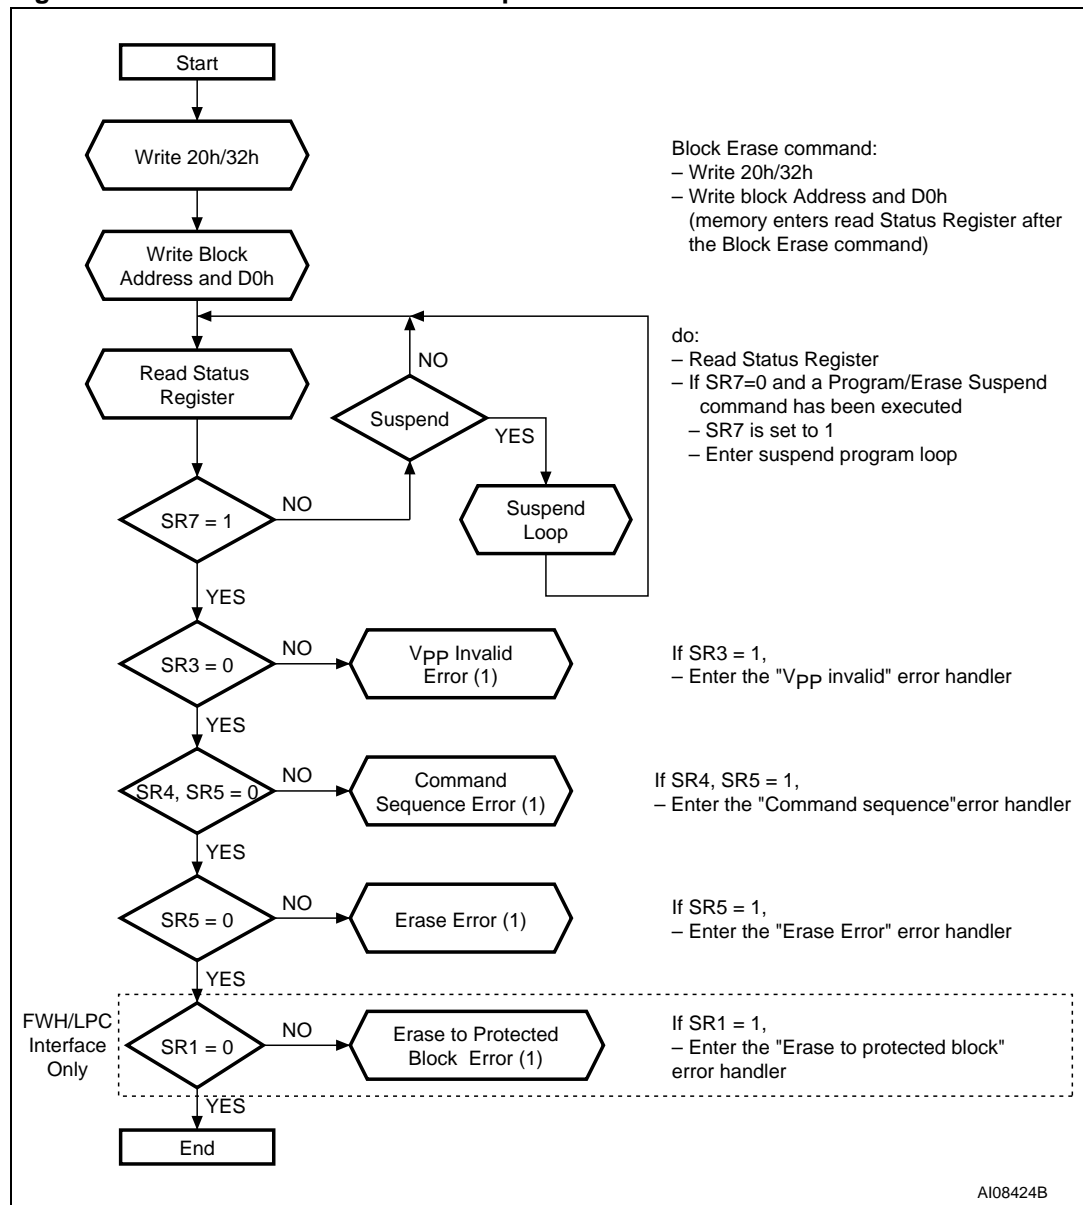 Start
Write 20h/32h
Block Erase command:
– Write 20h/32h
– Write block Address and D0h
(memory enters read Status Register after
the Block Erase command)
Write Block
Address and D0h
Read Status
Register
NO
Suspend
YES
do:
– Read Status Register
– If SR7=0 and a Program/Erase Suspend
command has been executed
– SR7 is set to 1
– Enter suspend program loop
SR7 = 1
NO
Suspend
Loop
YES
SR3 = 0
NO
VPP Invalid
Error (1)
If SR3 = 1,
– Enter the "VPP invalid" error handler
YES
SR4, SR5 = 0
NO
Command
Sequence Error (1)
If SR4, SR5 = 1,
– Enter the "Command sequence"error handler
YES
SR5 = 0
NO
Erase Error (1)
If SR5 = 1,
– Enter the "Erase Error" error handler
YES
FWH/LPC
Interface
Only
SR1 = 0
NO
Erase to Protected
Block Error (1)
If SR1 = 1,
– Enter the "Erase to protected block"
error handler
YES
End
AI08424B